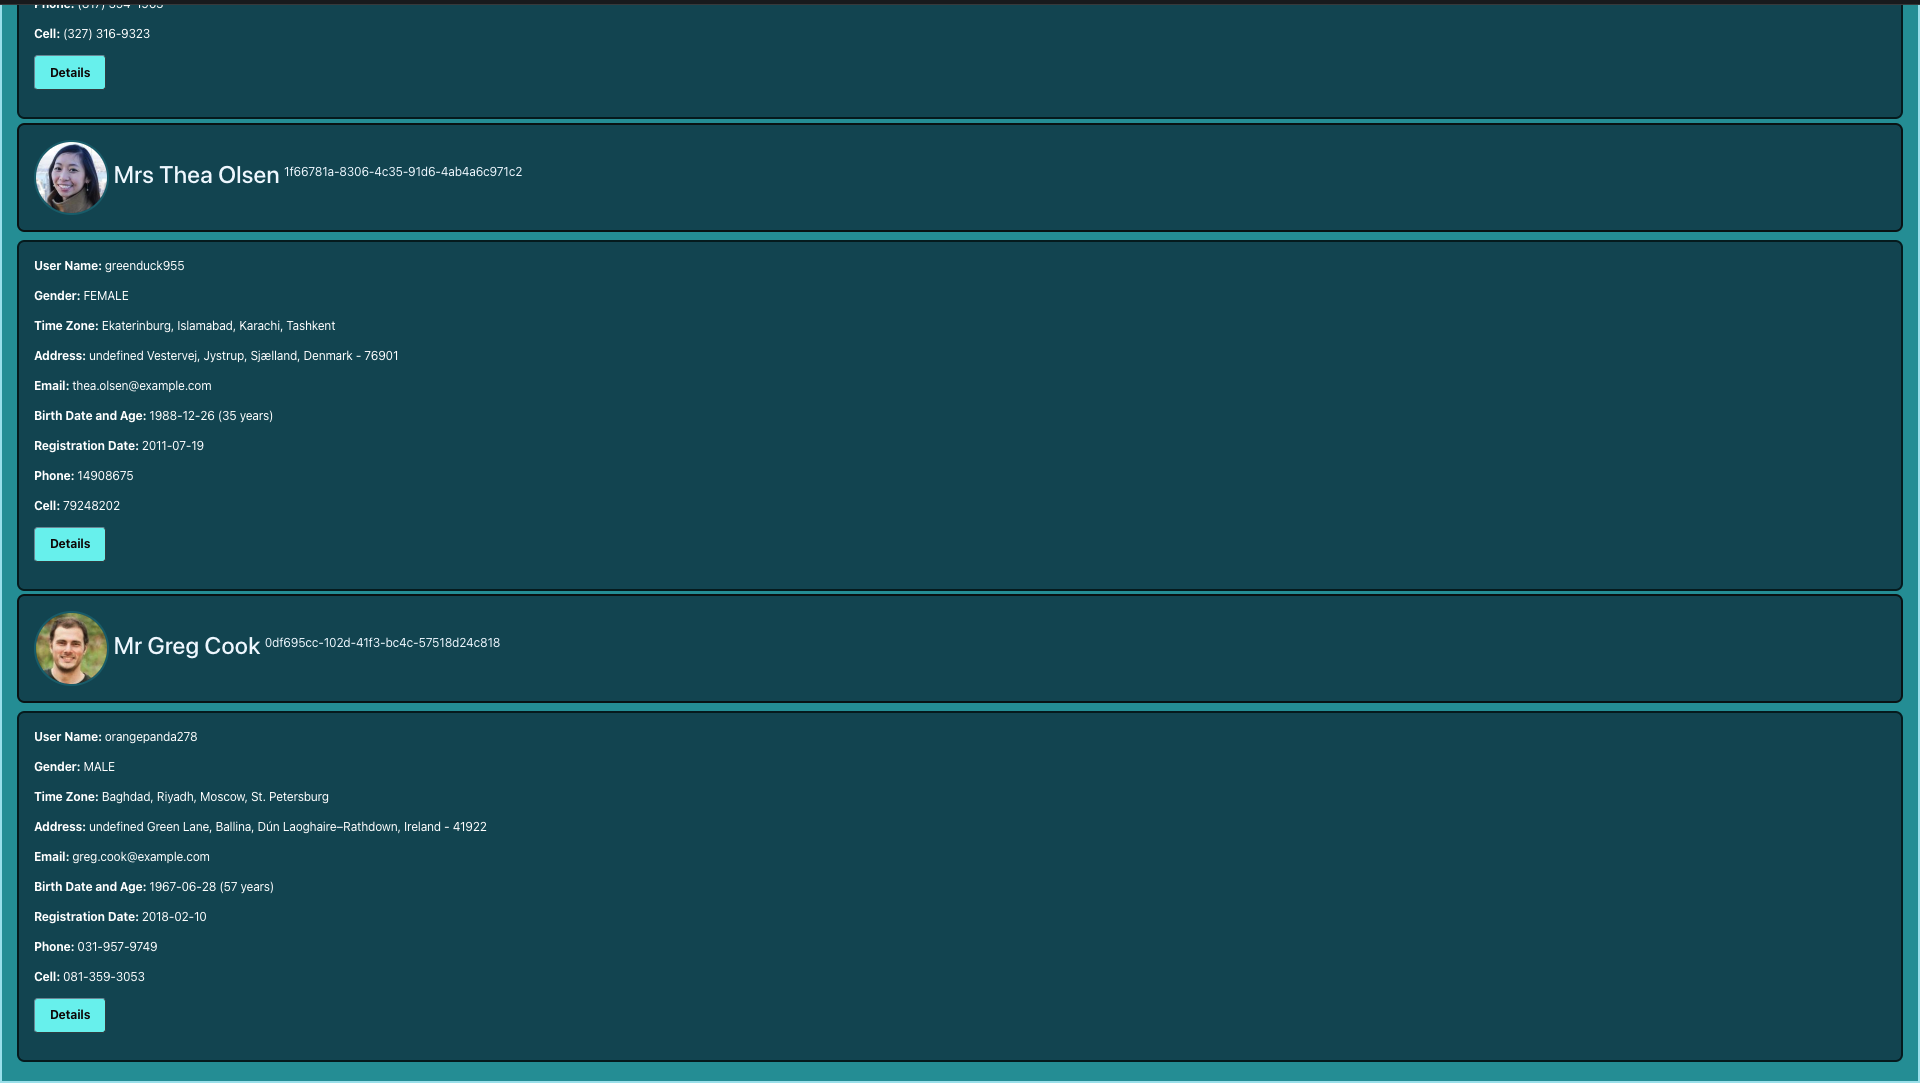 Cell: (327) 316-9323
Details
Mrs Thea Olsen 1f66781a-8306-4c35-91d6-4ab4a6c971c2
User Name: greenduck955
Gender: FEMALE
Time Zone: Ekaterinburg, Islamabad, Karachi, Tashkent
Address: undefined Vestervej, Jystrup, Sjælland, Denmark - 76901
Email: thea.olsen@example.com
Birth Date and Age: 1988-12-26 (35 years)
Registration Date: 2011-07-19
Phone: 14908675
Cell: 79248202
Details
Mr Greg Cook 0df695cc-102d-41f3-bc4c-57518d24c818
User Name: orangepanda278
Gender: MALE
Time Zone: Baghdad, Riyadh, Moscow, St. Petersburg
Address: undefined Green Lane, Ballina, Dún Laoghaire–Rathdown, Ireland - 41922
Email: greg.cook@example.com
Birth Date and Age: 1967-06-28 (57 years)
Registration Date: 2018-02-10
Phone: 031-957-9749
Cell: 081-359-3053
Details